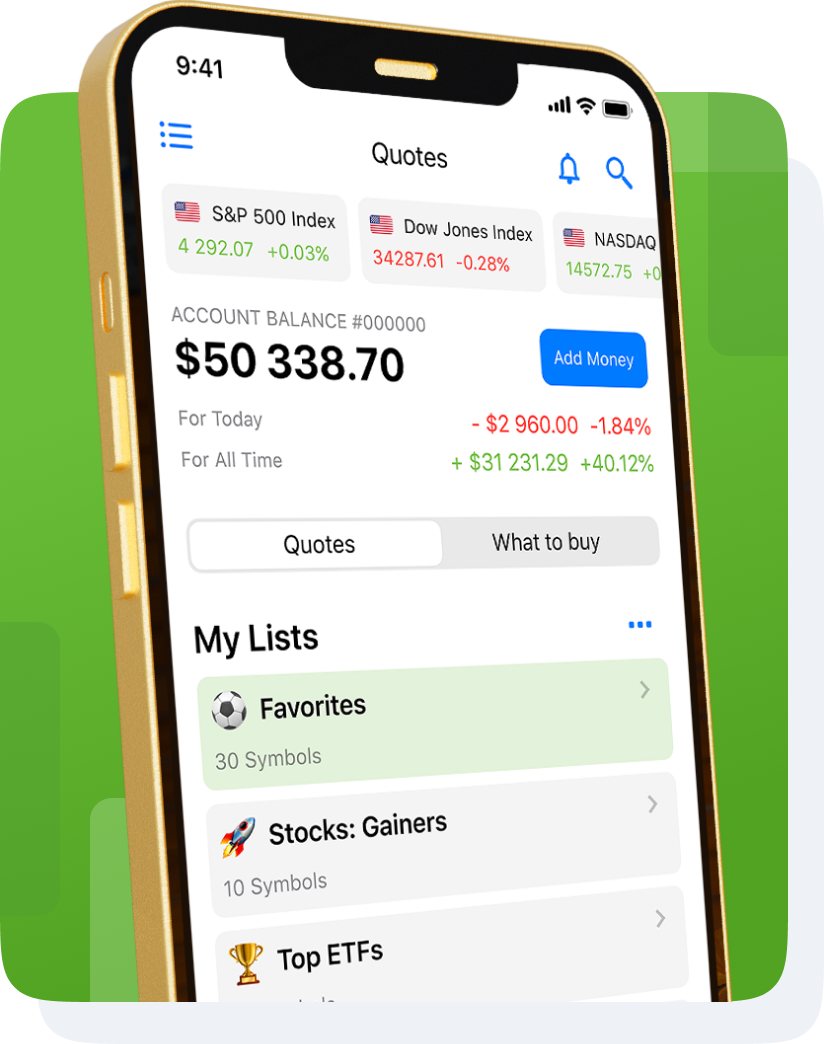 9:41
Quotes
S&P 500 Index
4 292.07 +0.03%
Dow Jones Index
34287.61 -0.28%
NASDAQ
14572.75 +0
ACCOUNT BALANCE #000000
$50 338.70
Add Money
For Today - $2 960.00 -1.84%
For All Time + $31 231.29 +40.12%
Quotes What to buy
My Lists
Favorites
30 Symbols
Stocks: Gainers
10 Symbols
Top ETFs